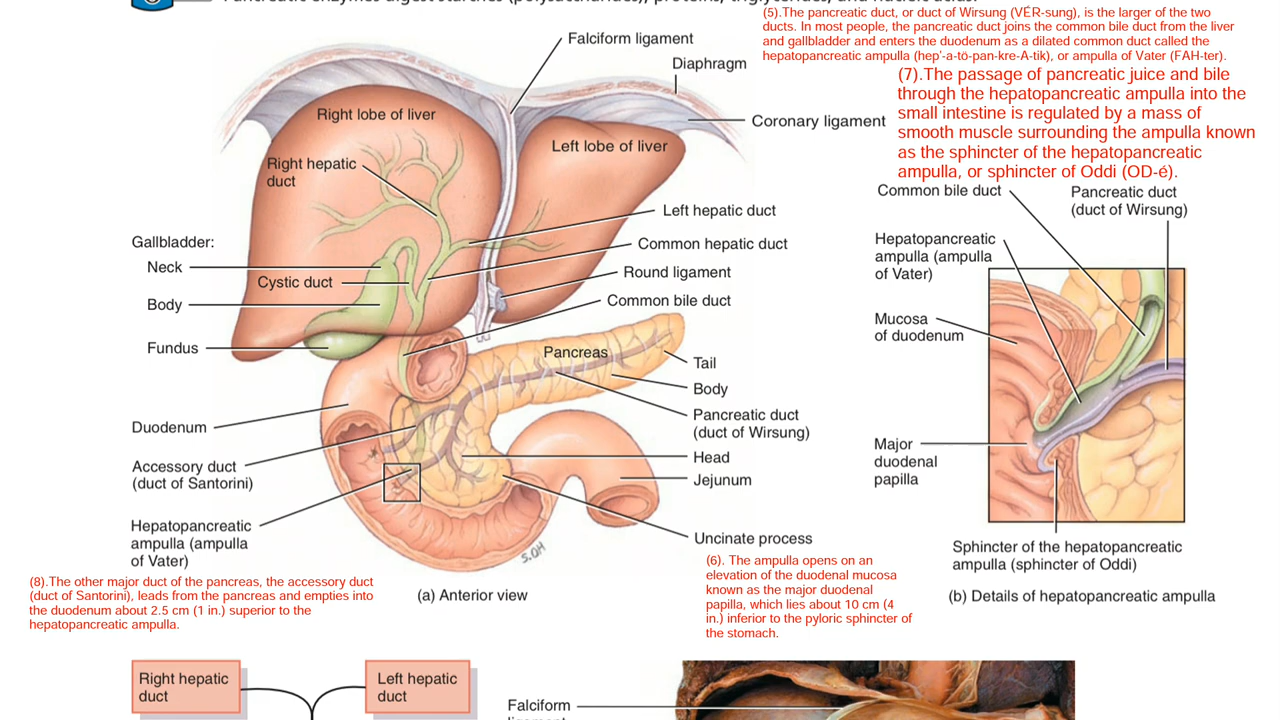 Pancreatic enzymes digest starches (polysaccharides), proteins, triglycerides, and nucleic acids.
(5).The pancreatic duct, or duct of Wirsung (VĒR-sung), is the larger of the two
ducts. In most people, the pancreatic duct joins the common bile duct from the liver
and gallbladder and enters the duodenum as a dilated common duct called the
hepatopancreatic ampulla (hep'-a-tō-pan-kre-A-tik), or ampulla of Vater (FAH-ter).
(7).The passage of pancreatic juice and bile
through the hepatopancreatic ampulla into the
small intestine is regulated by a mass of
smooth muscle surrounding the ampulla known
as the sphincter of the hepatopancreatic
ampulla, or sphincter of Oddi (OD-ē).
Falciform ligament
Diaphragm
Right lobe of liver
Coronary ligament
Left lobe of liver
Right hepatic
duct
Left hepatic duct
Gallbladder:
Common hepatic duct
Neck
Cystic duct
Round ligament
Body
Common bile duct
Fundus
Pancreas
Tail
Body
Pancreatic duct
(duct of Wirsung)
Duodenum
Head
Accessory duct
(duct of Santorini)
Jejunum
Hepatopancreatic
ampulla (ampulla
of Vater)
Uncinate process
S.OH
(a) Anterior view
Common bile duct
Pancreatic duct
(duct of Wirsung)
Hepatopancreatic
ampulla (ampulla
of Vater)
Mucosa
of duodenum
Major
duodenal
papilla
Sphincter of the hepatopancreatic
ampulla (sphincter of Oddi)
(b) Details of hepatopancreatic ampulla
(6). The ampulla opens on an
elevation of the duodenal mucosa
known as the major duodenal
papilla, which lies about 10 cm (4
in.) inferior to the pyloric sphincter of
the stomach.
(8).The other major duct of the pancreas, the accessory duct
(duct of Santorini), leads from the pancreas and empties into
the duodenum about 2.5 cm (1 in.) superior to the
hepatopancreatic ampulla.
Right hepatic
duct
Left hepatic
duct
Falciform
ligament